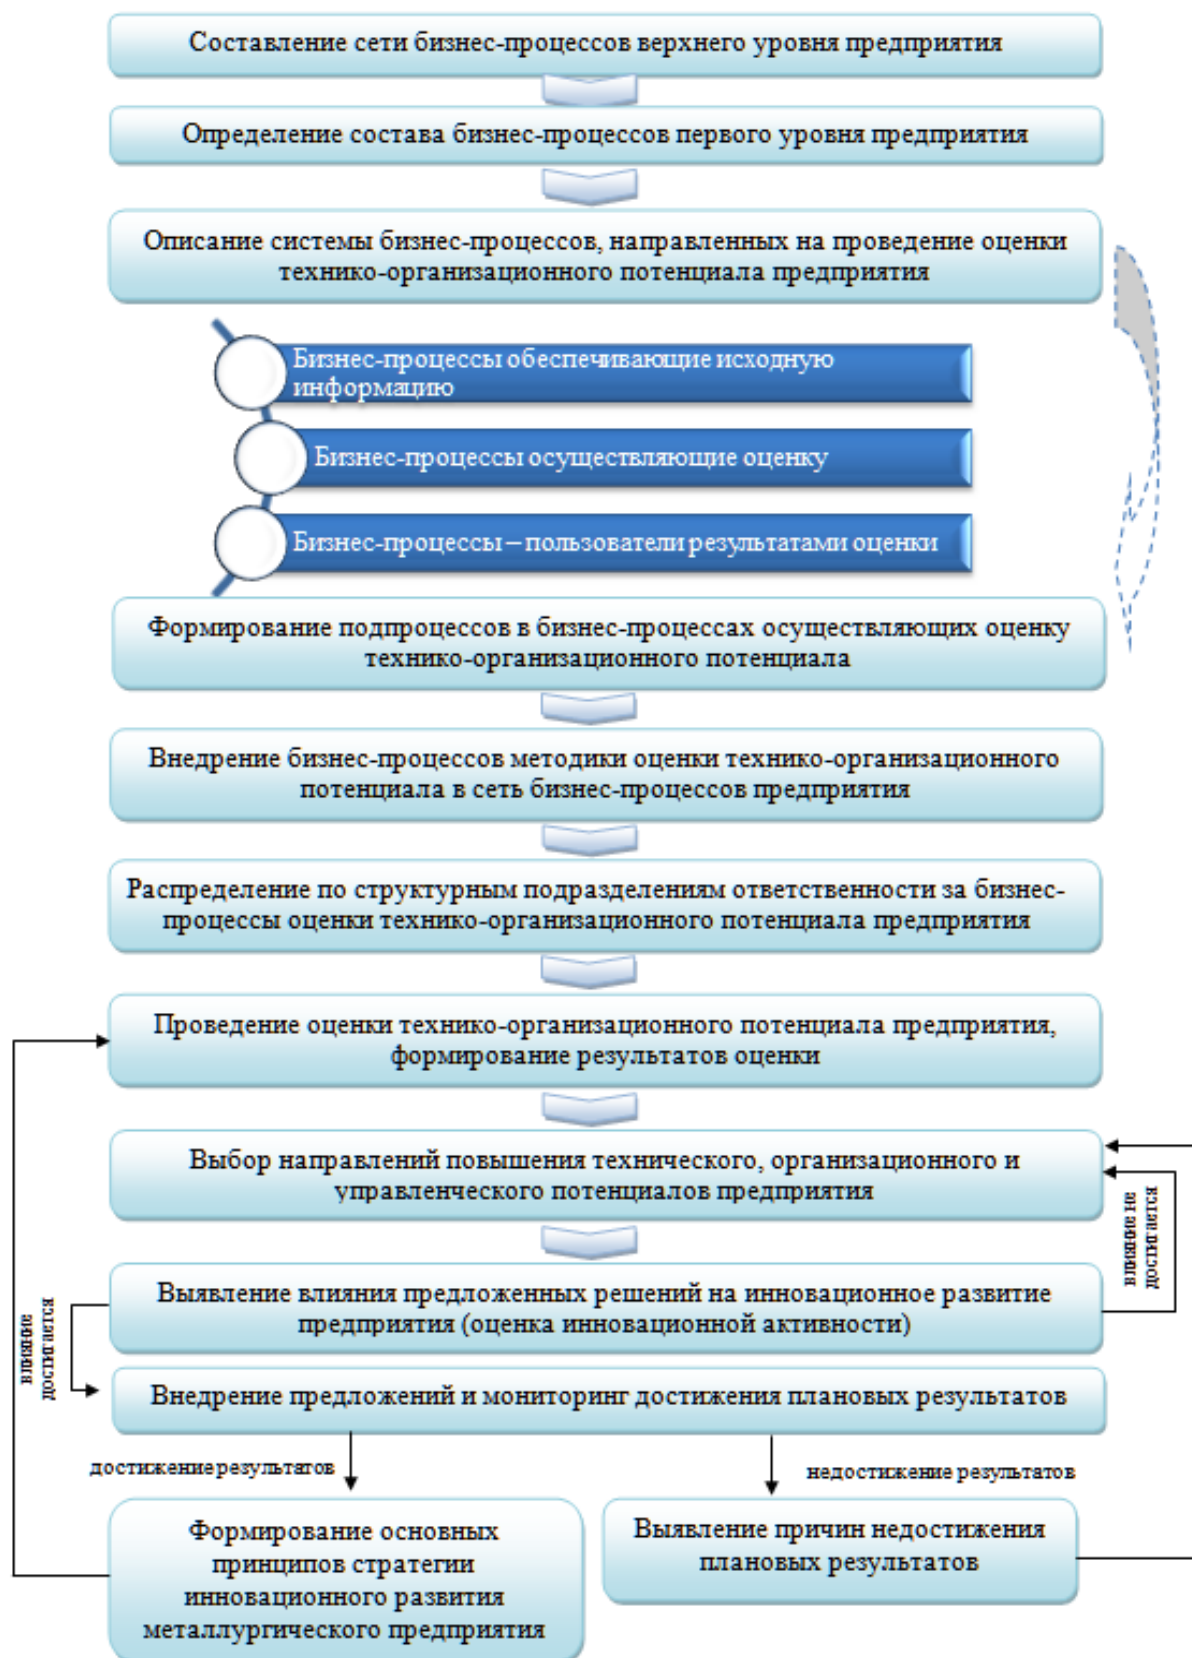 Составление сети бизнес-процессов верхнего уровня предприятия
Определение состава бизнес-процессов первого уровня предприятия
Описание системы бизнес-процессов, направленных на проведение оценки
технико-организационного потенциала предприятия
Бизнес-процессы обеспечивающие исходную
информацию
Бизнес-процессы осуществляющие оценку
Бизнес-процессы – пользователи результатами оценки
Формирование подпроцессов в бизнес-процессах осуществляющих оценку
технико-организационного потенциала
Внедрение бизнес-процессов методики оценки технико-организационного
потенциала в сеть бизнес-процессов предприятия
Распределение по структурным подразделениям ответственности за бизнес-
процессы оценки технико-организационного потенциала предприятия
Проведение оценки технико-организационного потенциала предприятия,
формирование результатов оценки
Выбор направлений повышения технического, организационного и
управленческого потенциалов предприятия
влияние не
достигается
Выявление влияния предложенных решений на инновационное развитие
предприятия (оценка инновационной активности)
влияние
достигается
Внедрение предложений и мониторинг достижения плановых результатов
достижение результатов
недостижение результатов
Формирование основных
принципов стратегии
инновационного развития
металлургического предприятия
Выявление причин недостижения
плановых результатов